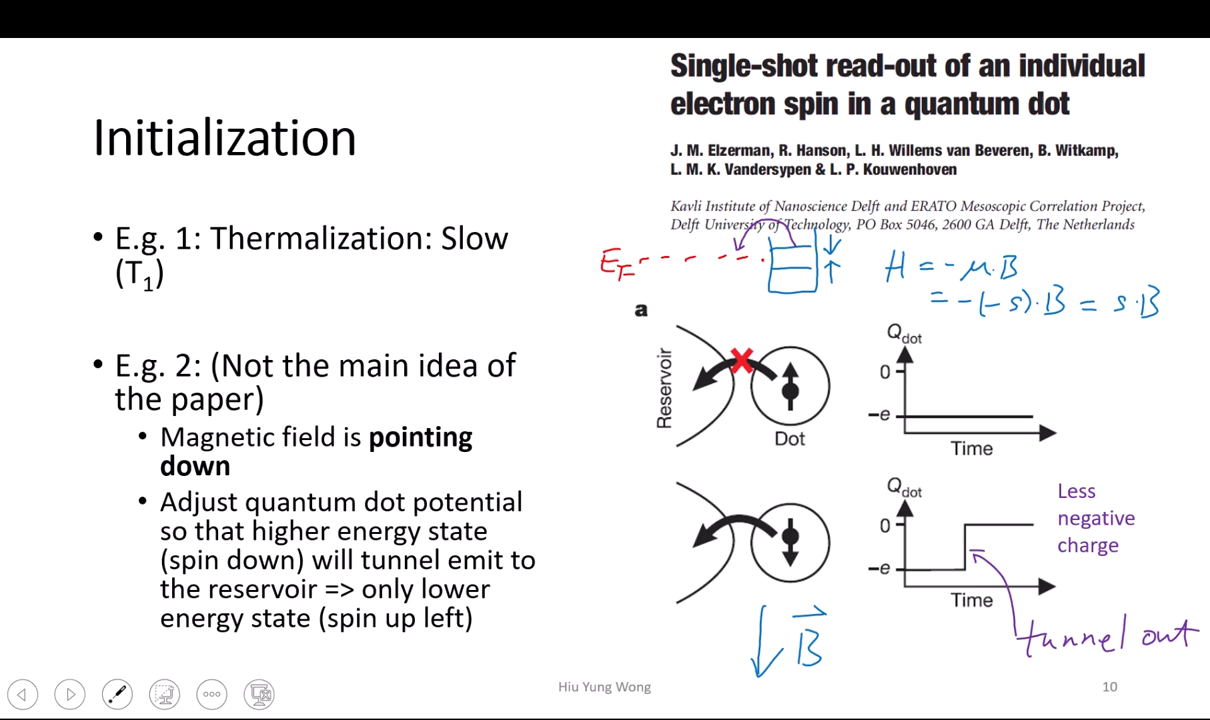 Initialization
• E.g. 1: Thermalization: Slow
(T1)
• E.g. 2: (Not the main idea of
the paper)
• Magnetic field is pointing
down
• Adjust quantum dot potential
so that higher energy state
(spin down) will tunnel emit to
the reservoir => only lower
energy state (spin up left)
Single-shot read-out of an individual
electron spin in a quantum dot
J. M. Elzerman, R. Hanson, L. H. Willems van Beveren, B. Witkamp,
L. M. K. Vandersypen & L. P. Kouwenhoven
Kavli Institute of Nanoscience Delft and ERATO Mesoscopic Correlation Project,
Delft University of Technology, PO Box 5046, 2600 GA Delft, The Netherlands
EF
H = -μ·B
= -(-s)·B = s·B
a
Reservoir
Dot
Qdot
0
-e
Time
Qdot
0
-e
Time
Less
negative
charge
B
tunnel out
Hiu Yung Wong
10